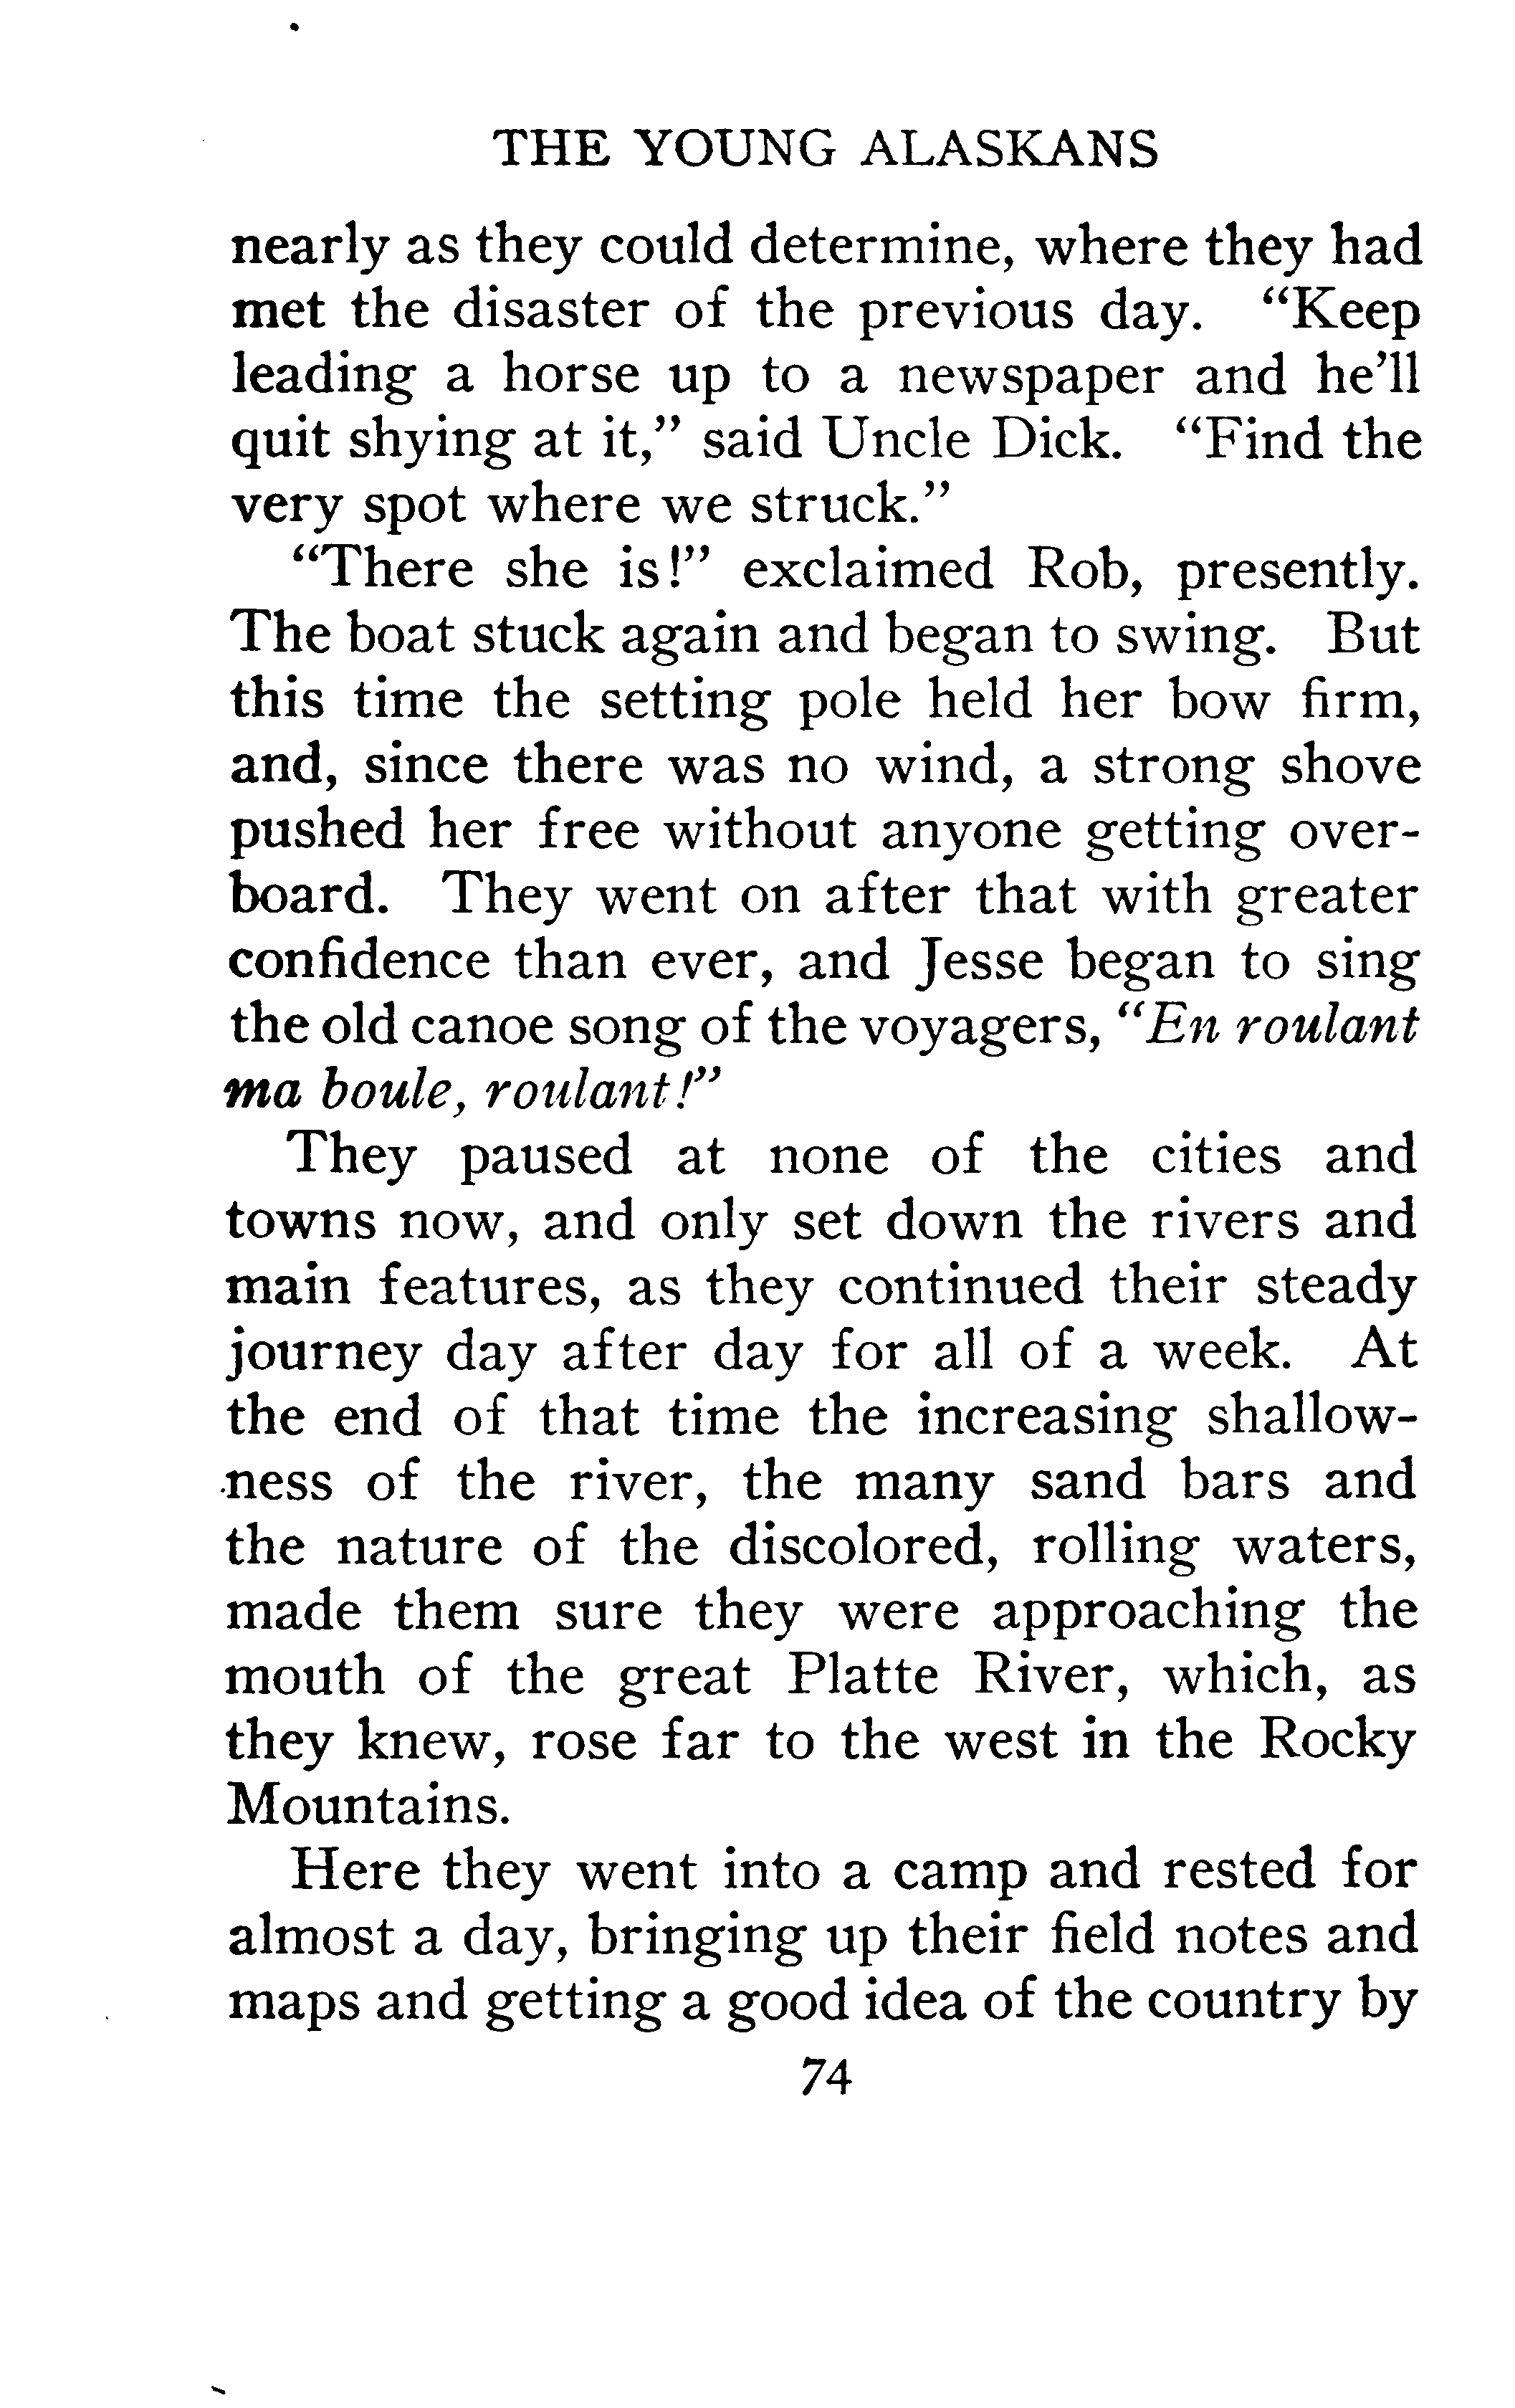 THE YOUNG ALASKANS
nearly as they could determine, where they had
met the disaster of the previous day. “Keep
leading a horse up to a newspaper and he’ll
quit shying at it,” said Uncle Dick. “Find the
very spot where we struck.”
“There she is!” exclaimed Rob, presently.
The boat stuck again and began to swing. But
this time the setting pole held her bow firm,
and, since there was no wind, a strong shove
pushed her free without anyone getting over-
board. They went on after that with greater
confidence than ever, and Jesse began to sing
the old canoe song of the voyagers, “En roulant
ma boule, roulant!”
They paused at none of the cities and
towns now, and only set down the rivers and
main features, as they continued their steady
journey day after day for all of a week. At
the end of that time the increasing shallow-
ness of the river, the many sand bars and
the nature of the discolored, rolling waters,
made them sure they were approaching the
mouth of the great Platte River, which, as
they knew, rose far to the west in the Rocky
Mountains.
Here they went into a camp and rested for
almost a day, bringing up their field notes and
maps and getting a good idea of the country by
74